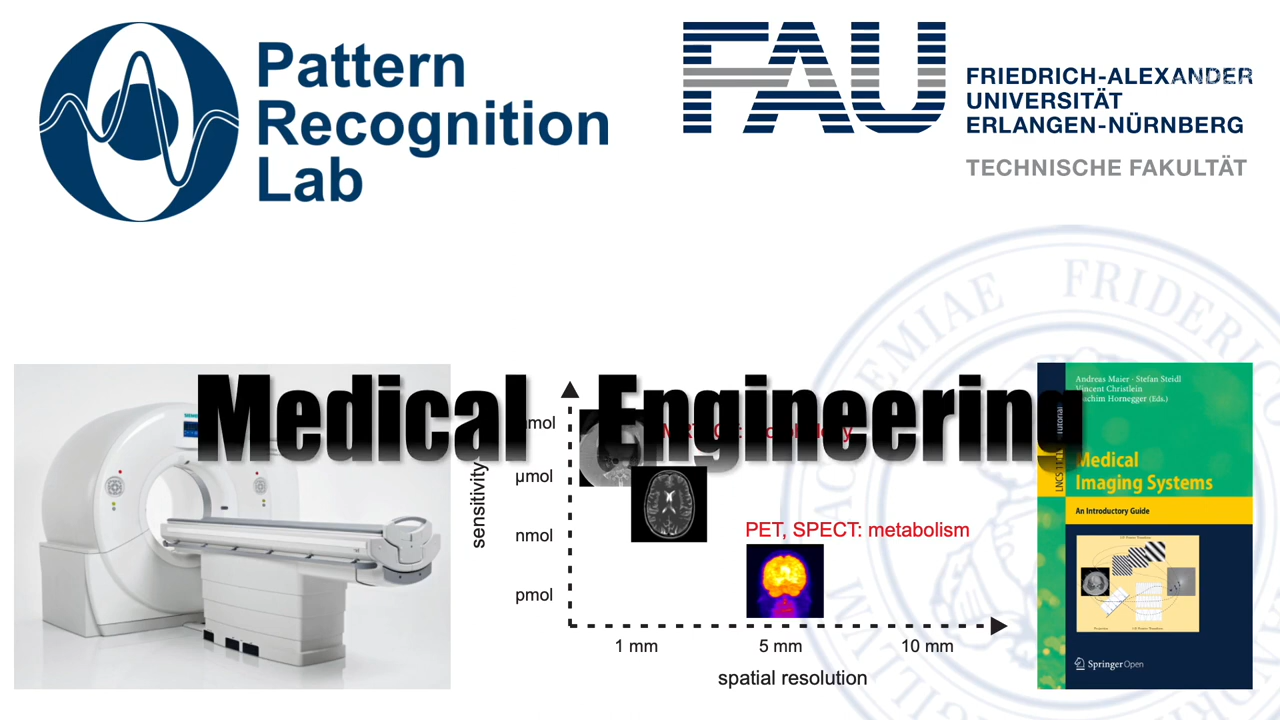 Pattern
Recognition
Lab
FAU
FRIEDRICH-ALEXANDER
UNIVERSITÄT
ERLANGEN-NÜRNBERG
TECHNISCHE FAKULTÄT
Medical Engineering
sensitivity
µmol
nmol
pmol
PET, SPECT: metabolism
1 mm
5 mm
10 mm
spatial resolution
Andreas Maier · Stefan Steidl
Vincent Christlein
Joachim Hornegger (Eds.)
Medical
Imaging Systems
An Introductory Guide
Springer Open